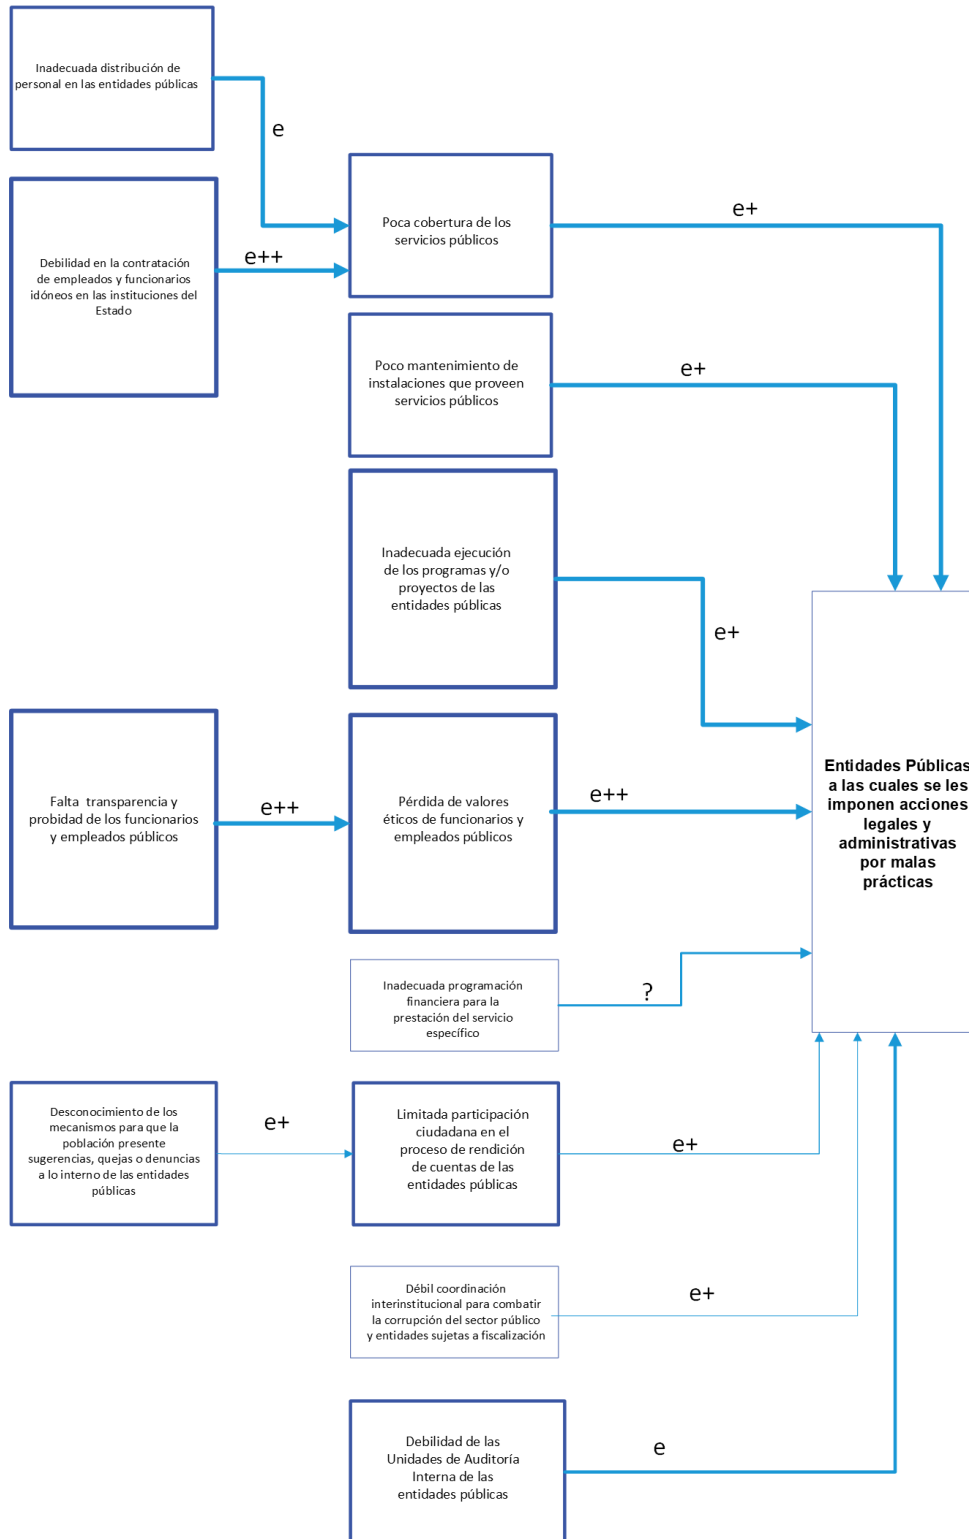 Inadecuada distribución de
personal en las entidades públicas
e
Debilidad en la contratación
de empleados y funcionarios
idóneos en las instituciones del
Estado
e++
Poca cobertura de los
servicios públicos
e+
Poco mantenimiento de
instalaciones que proveen
servicios públicos
e+
Inadecuada ejecución
de los programas y/o
proyectos de las
entidades públicas
e+
Falta transparencia y
probidad de los funcionarios
y empleados públicos
e++
Pérdida de valores
éticos de funcionarios y
empleados públicos
e++
Entidades Públicas
a las cuales se les
imponen acciones
legales y
administrativas
por malas
prácticas
Inadecuada programación
financiera para la
prestación del servicio
específico
?
Desconocimiento de los
mecanismos para que la
población presente
sugerencias, quejas o denuncias
a lo interno de las entidades
públicas
e+
Limitada participación
ciudadana en el
proceso de rendición
de cuentas de las
entidades públicas
e+
Débil coordinación
interinstitucional para combatir
la corrupción del sector público
y entidades sujetas a fiscalización
e+
Debilidad de las
Unidades de Auditoría
Interna de las
entidades públicas
e